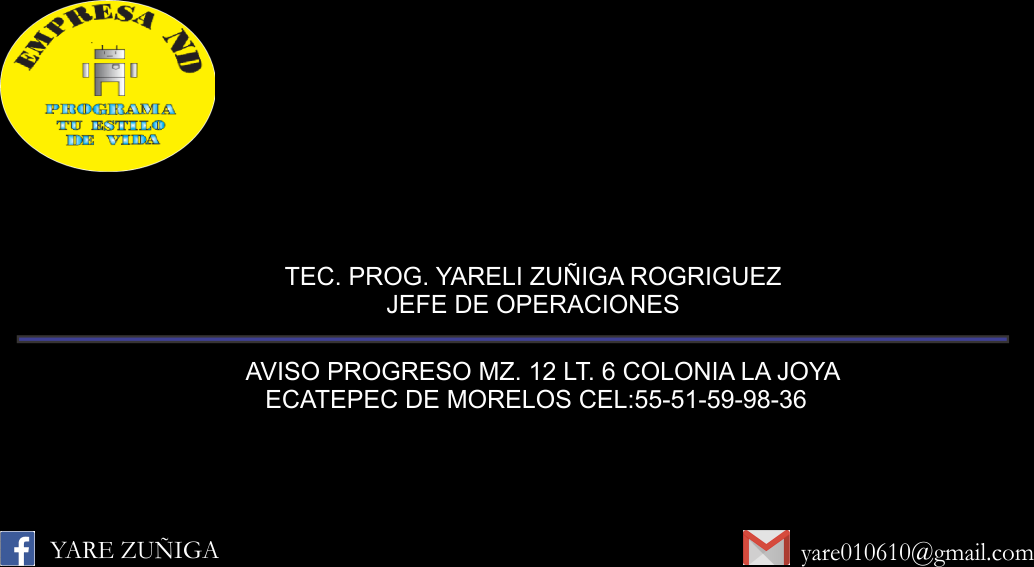 EMPRESA ND
PROGRAMA
TU ESTILO
DE VIDA
TEC. PROG. YARELI ZUÑIGA ROGRIGUEZ
JEFE DE OPERACIONES
AVISO PROGRESO MZ. 12 LT. 6 COLONIA LA JOYA
ECATEPEC DE MORELOS CEL:55-51-59-98-36
f YARE ZUÑIGA
yare010610@gmail.com